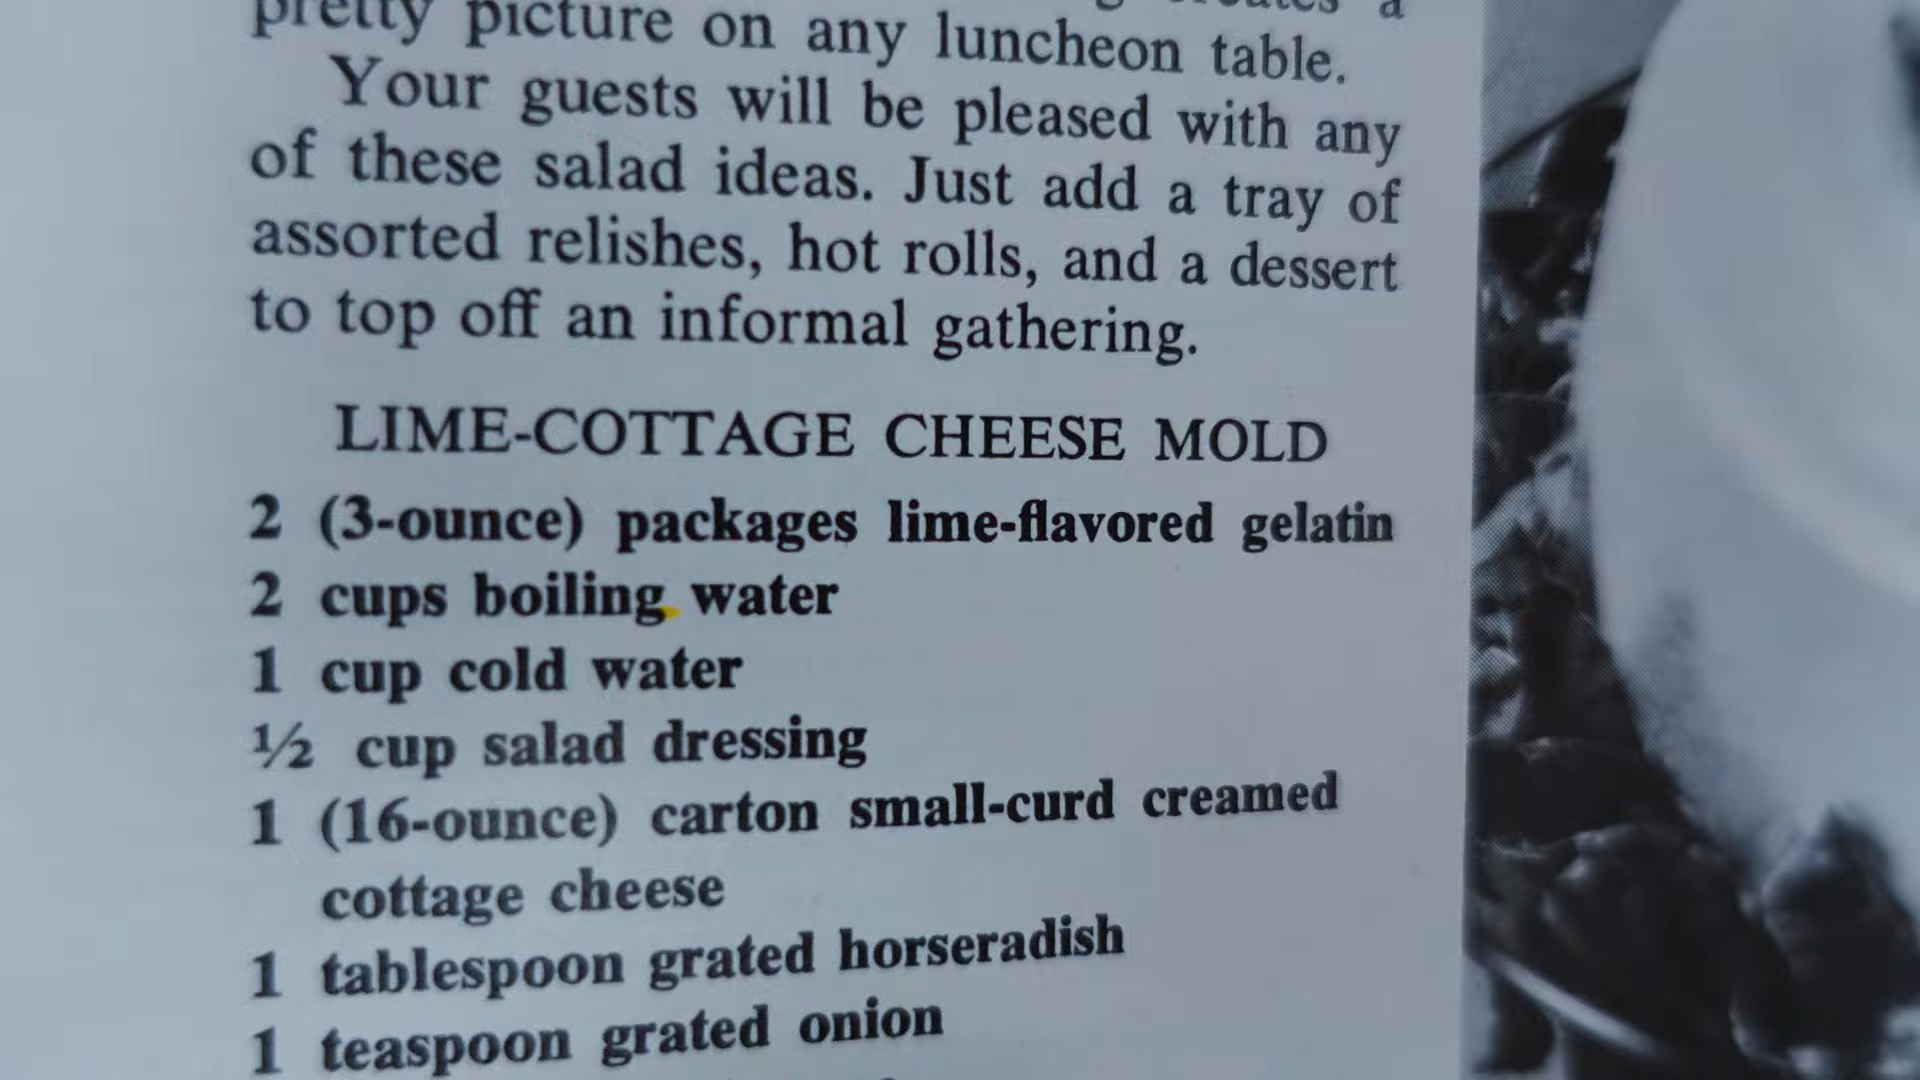 pretty picture on any luncheon table.
Your guests will be pleased with any
of these salad ideas. Just add a tray of
assorted relishes, hot rolls, and a dessert
to top off an informal gathering.
LIME-COTTAGE CHEESE MOLD
2 (3-ounce) packages lime-flavored gelatin
2 cups boiling water
1 cup cold water
½ cup salad dressing
1 (16-ounce) carton small-curd creamed
cottage cheese
1 tablespoon grated horseradish
1 teaspoon grated onion